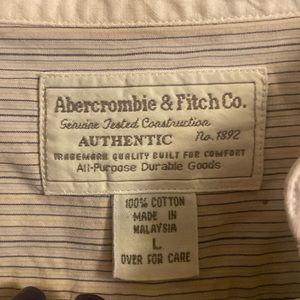 Abercrombie & Fitch Co.
Genuine Tested Construction
AUTHENTIC No. 1892
TRADEMARK QUALITY BUILT FOR COMFORT
All-Purpose Durable Goods
100% COTTON
MADE IN
MALAYSIA
L
OVER FOR CARE